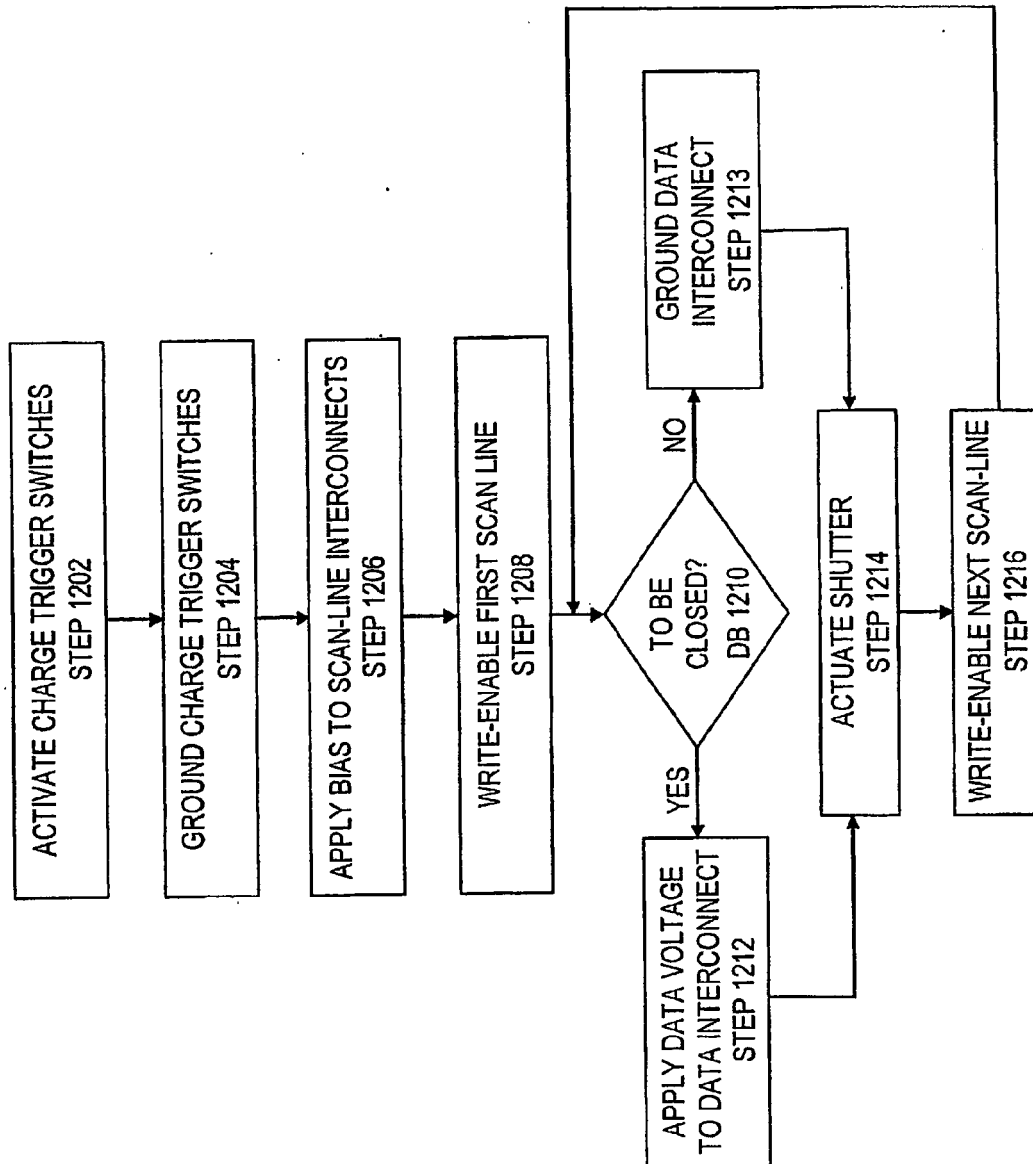 ACTIVATE CHARGE TRIGGER SWITCHES
STEP 1202
GROUND CHARGE TRIGGER SWITCHES
STEP 1204
APPLY BIAS TO SCAN-LINE INTERCONNECTS
STEP 1206
WRITE-ENABLE FIRST SCAN LINE
STEP 1208
TO BE
CLOSED?
DB 1210
YES
NO
APPLY DATA VOLTAGE
TO DATA INTERCONNECT
STEP 1212
GROUND DATA
INTERCONNECT
STEP 1213
ACTUATE SHUTTER
STEP 1214
WRITE-ENABLE NEXT SCAN-LINE
STEP 1216